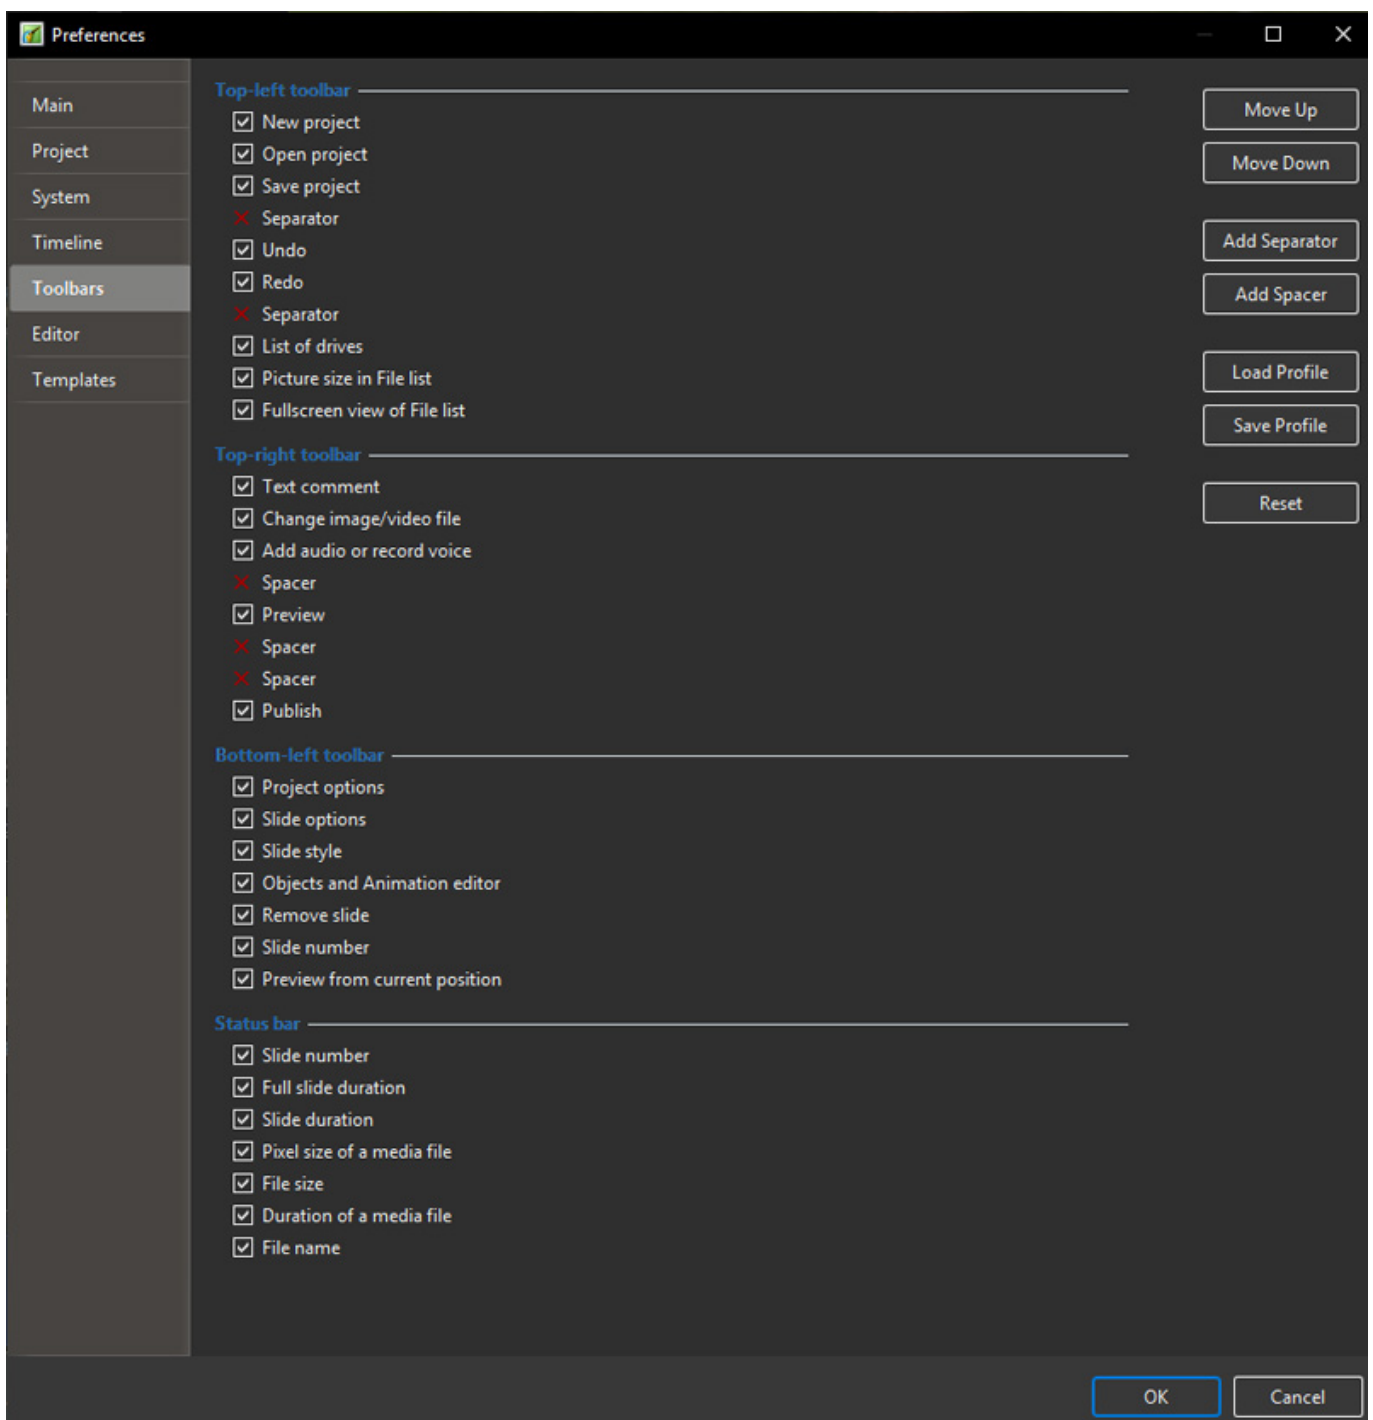 Preferences
Main
Project
System
Timeline
Toolbars
Editor
Templates
Top-left toolbar
New project
Open project
Save project
Separator
Undo
Redo
Separator
List of drives
Picture size in File list
Fullscreen view of File list
Top-right toolbar
Text comment
Change image/video file
Add audio or record voice
Spacer
Preview
Spacer
Spacer
Publish
Bottom-left toolbar
Project options
Slide options
Slide style
Objects and Animation editor
Remove slide
Slide number
Preview from current position
Status bar
Slide number
Full slide duration
Slide duration
Pixel size of a media file
File size
Duration of a media file
File name
Move Up
Move Down
Add Separator
Add Spacer
Load Profile
Save Profile
Reset
OK
Cancel